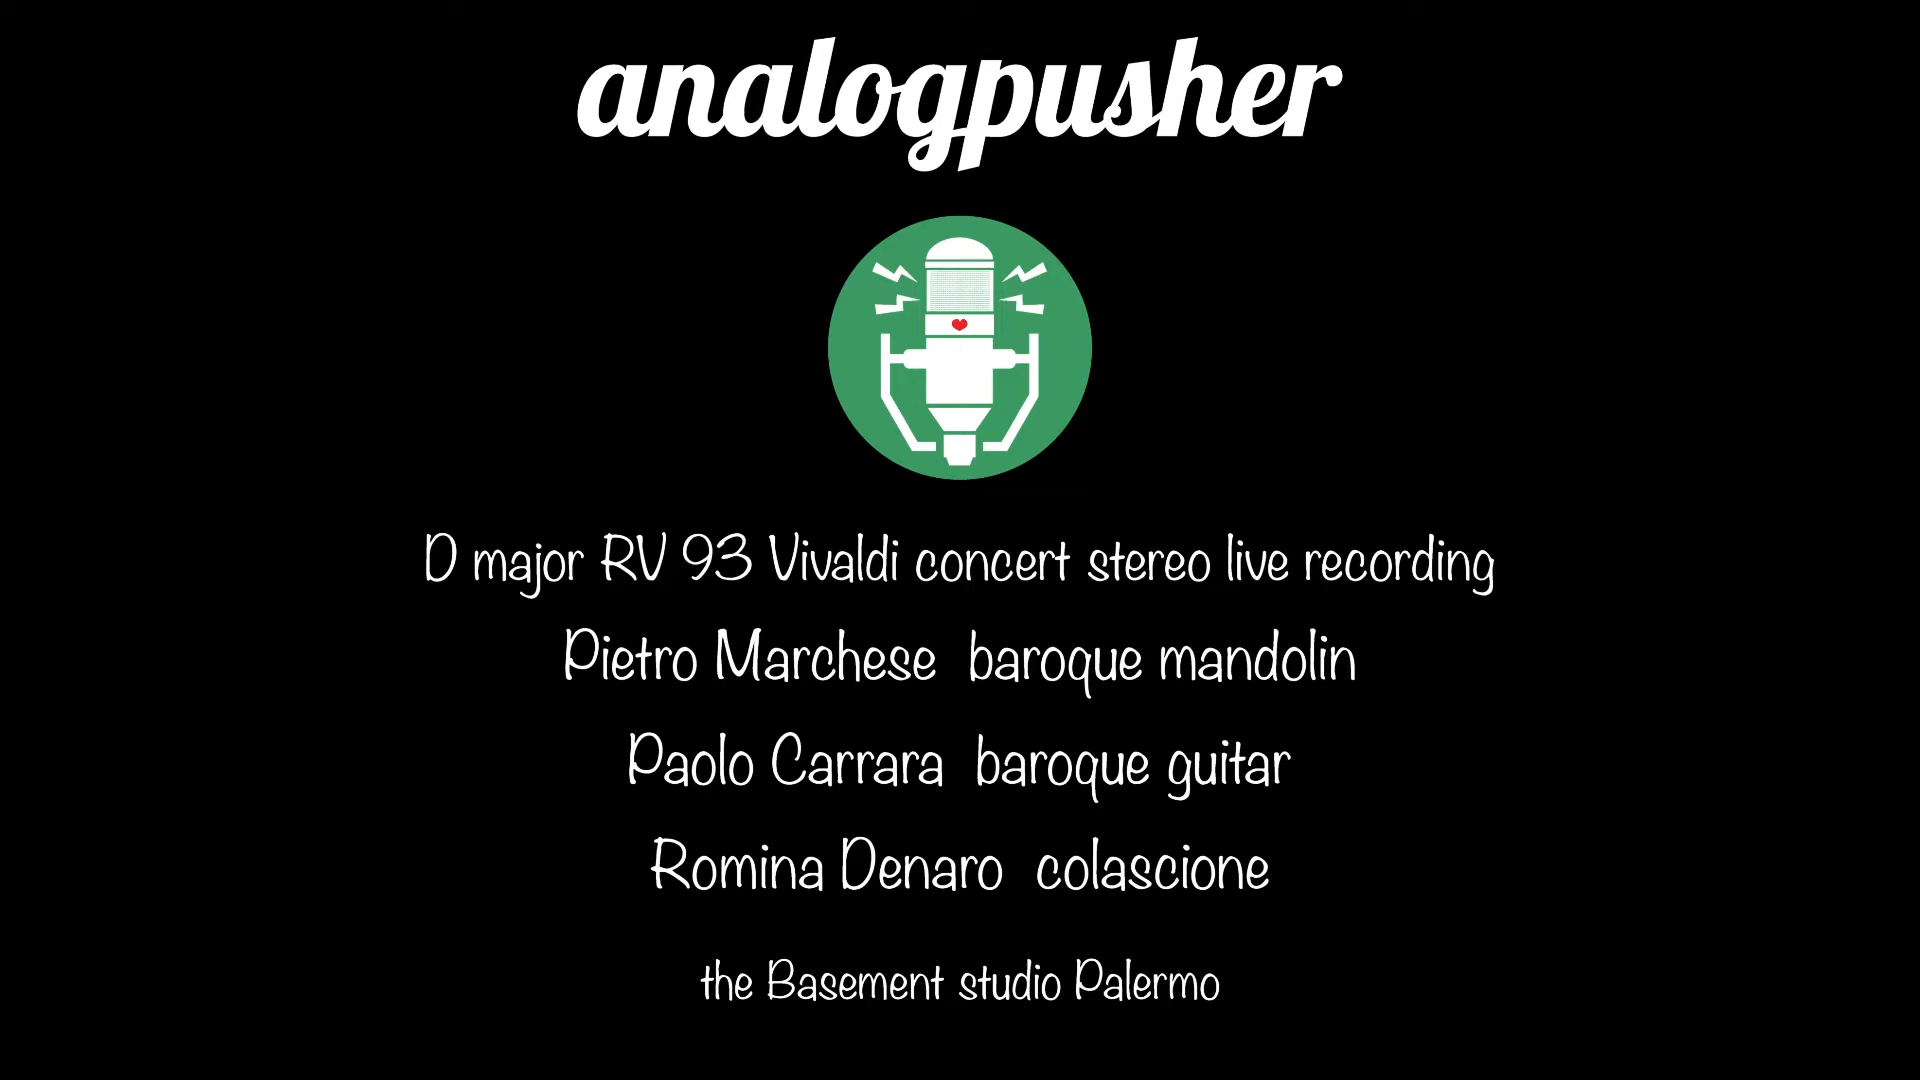 analogpusher
D major RV 93 Vivaldi concert stereo live recording
Pietro Marchese baroque mandolin
Paolo Carrara baroque guitar
Romina Denaro colascione
the Basement studio Palermo